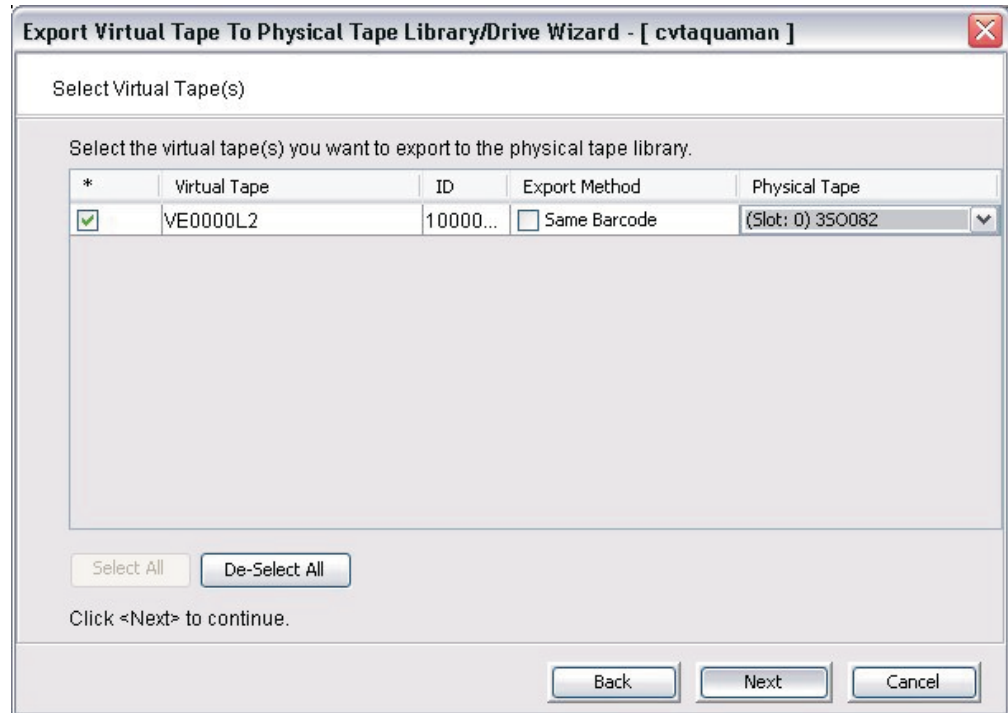 Export Virtual Tape To Physical Tape Library/Drive Wizard - [ cvtaquaman ]
Select Virtual Tape(s)
Select the virtual tape(s) you want to export to the physical tape library.
* Virtual Tape ID Export Method Physical Tape
VE0000L2 10000... Same Barcode (Slot: 0) 3SO082
Select All De-Select All
Click <Next> to continue.
Back Next Cancel